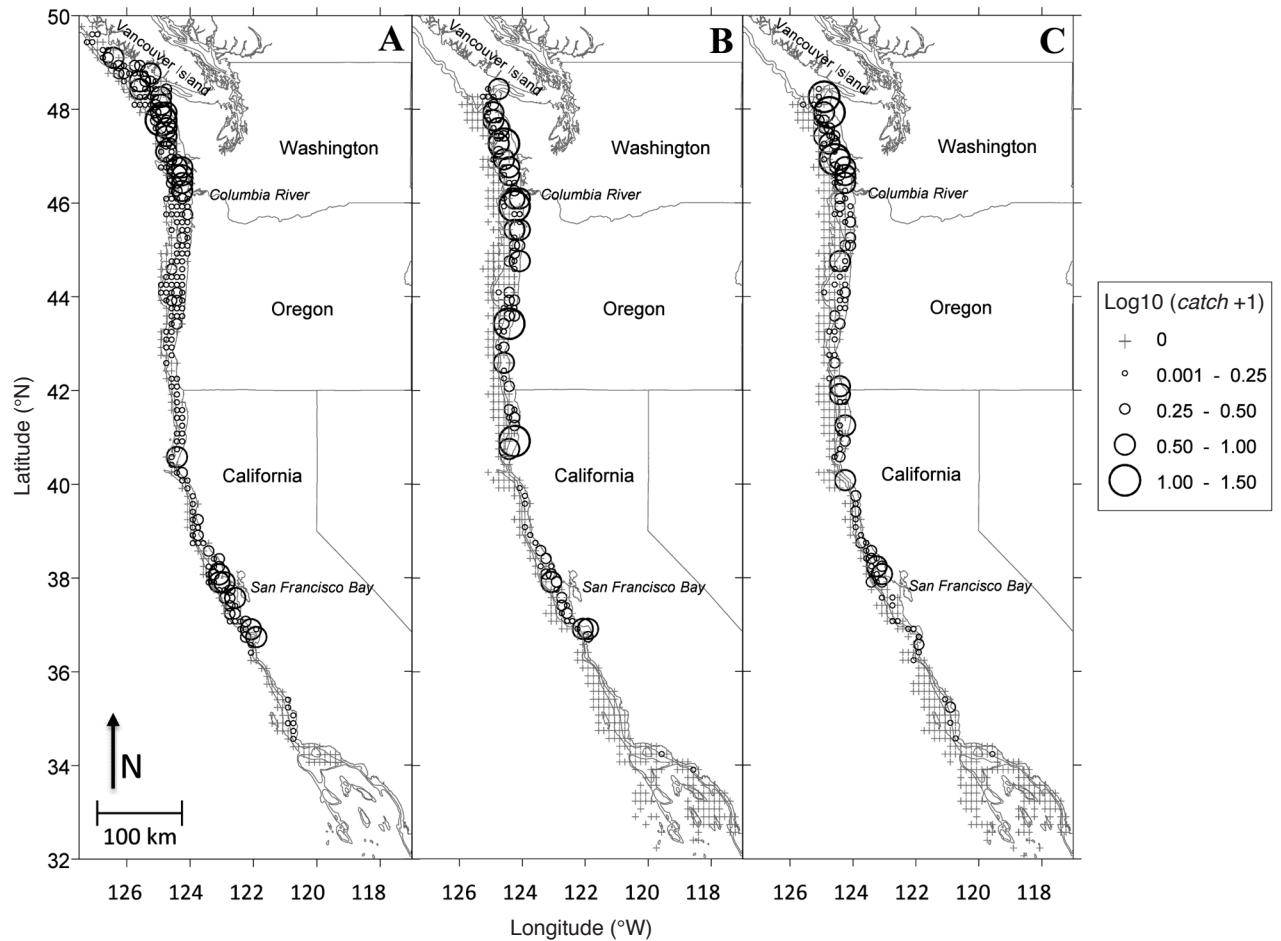 50
48
46
44
42
40
38
36
34
32
Latitude (°N)
A
Vancouver Island
Washington
Columbia River
Oregon
California
San Francisco Bay
N
100 km
126
124
122
120
118
B
Vancouver Island
Washington
Columbia River
Oregon
California
San Francisco Bay
126
124
122
120
118
C
Vancouver Island
Washington
Columbia River
Oregon
California
San Francisco Bay
126
124
122
120
118
Longitude (°W)
Log10 (catch +1)
0
0.001 - 0.25
0.25 - 0.50
0.50 - 1.00
1.00 - 1.50